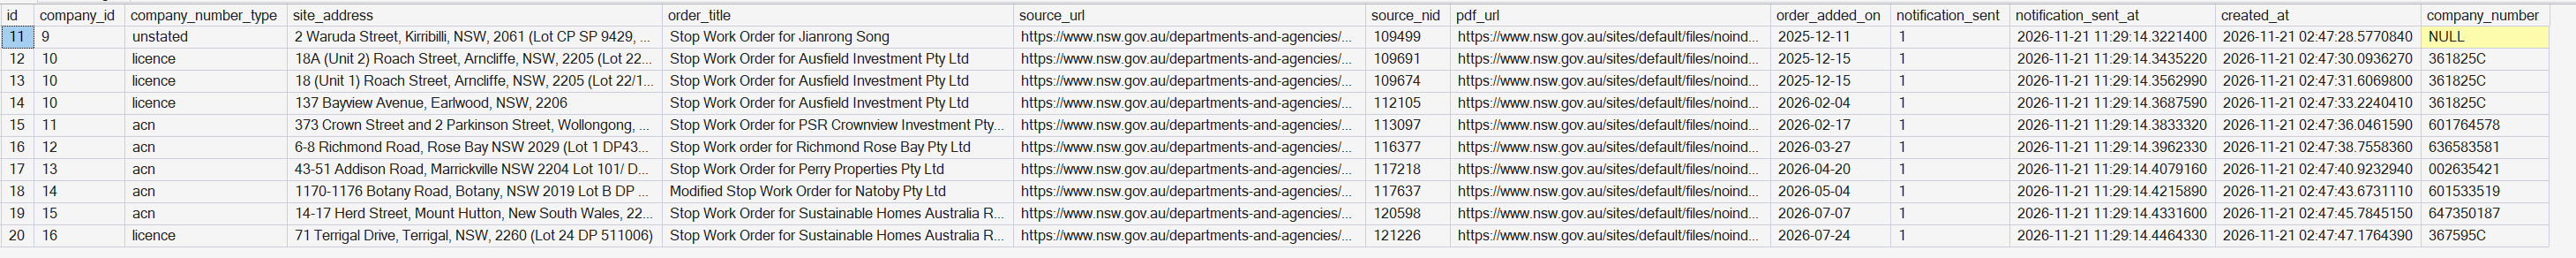 id company_id company_number_type site_address order_title source_url source_nid pdf_url order_added_on notification_sent notification_sent_at created_at company_number
11 9 unstated 2 Waruda Street, Kirribilli, NSW, 2061 (Lot CP SP 9429, ... Stop Work Order for Jianrong Song https://www.nsw.gov.au/departments-and-agencies/... 109499 https://www.nsw.gov.au/sites/default/files/noind... 2025-12-11 1 2026-11-21 11:29:14.3221400 2026-11-21 02:47:28.5770840 NULL
12 10 licence 18A (Unit 2) Roach Street, Arncliffe, NSW, 2205 (Lot 22... Stop Work Order for Ausfield Investment Pty Ltd https://www.nsw.gov.au/departments-and-agencies/... 109691 https://www.nsw.gov.au/sites/default/files/noind... 2025-12-15 1 2026-11-21 11:29:14.3435220 2026-11-21 02:47:30.0936270 361825C
13 10 licence 18 (Unit 1) Roach Street, Arncliffe, NSW, 2205 (Lot 22/1... Stop Work Order for Ausfield Investment Pty Ltd https://www.nsw.gov.au/departments-and-agencies/... 109674 https://www.nsw.gov.au/sites/default/files/noind... 2025-12-15 1 2026-11-21 11:29:14.3562990 2026-11-21 02:47:31.6069800 361825C
14 10 licence 137 Bayview Avenue, Earlwood, NSW, 2206 Stop Work Order for Ausfield Investment Pty Ltd https://www.nsw.gov.au/departments-and-agencies/... 112105 https://www.nsw.gov.au/sites/default/files/noind... 2026-02-04 1 2026-11-21 11:29:14.3687590 2026-11-21 02:47:33.2240410 361825C
15 11 acn 373 Crown Street and 2 Parkinson Street, Wollongong, ... Stop Work Order for PSR Crownview Investment Pty... https://www.nsw.gov.au/departments-and-agencies/... 113097 https://www.nsw.gov.au/sites/default/files/noind... 2026-02-17 1 2026-11-21 11:29:14.3833320 2026-11-21 02:47:36.0461590 601764578
16 12 acn 6-8 Richmond Road, Rose Bay NSW 2029 (Lot 1 DP43... Stop Work order for Richmond Rose Bay Pty Ltd https://www.nsw.gov.au/departments-and-agencies/... 116377 https://www.nsw.gov.au/sites/default/files/noind... 2026-03-27 1 2026-11-21 11:29:14.3962330 2026-11-21 02:47:38.7558360 636583581
17 13 acn 43-51 Addison Road, Marrickville NSW 2204 Lot 101/ D... Stop Work Order for Perry Properties Pty Ltd https://www.nsw.gov.au/departments-and-agencies/... 117218 https://www.nsw.gov.au/sites/default/files/noind... 2026-04-20 1 2026-11-21 11:29:14.4079160 2026-11-21 02:47:40.9232940 002635421
18 14 acn 1170-1176 Botany Road, Botany, NSW 2019 Lot B DP ... Modified Stop Work Order for Natoby Pty Ltd https://www.nsw.gov.au/departments-and-agencies/... 117637 https://www.nsw.gov.au/sites/default/files/noind... 2026-05-04 1 2026-11-21 11:29:14.4215890 2026-11-21 02:47:43.6731110 601533519
19 15 acn 14-17 Herd Street, Mount Hutton, New South Wales, 22... Stop Work Order for Sustainable Homes Australia R... https://www.nsw.gov.au/departments-and-agencies/... 120598 https://www.nsw.gov.au/sites/default/files/noind... 2026-07-07 1 2026-11-21 11:29:14.4331600 2026-11-21 02:47:45.7845150 647350187
20 16 licence 71 Terrigal Drive, Terrigal, NSW, 2260 (Lot 24 DP 511006) Stop Work Order for Sustainable Homes Australia R... https://www.nsw.gov.au/departments-and-agencies/... 121226 https://www.nsw.gov.au/sites/default/files/noind... 2026-07-24 1 2026-11-21 11:29:14.4464330 2026-11-21 02:47:47.1764390 367595C